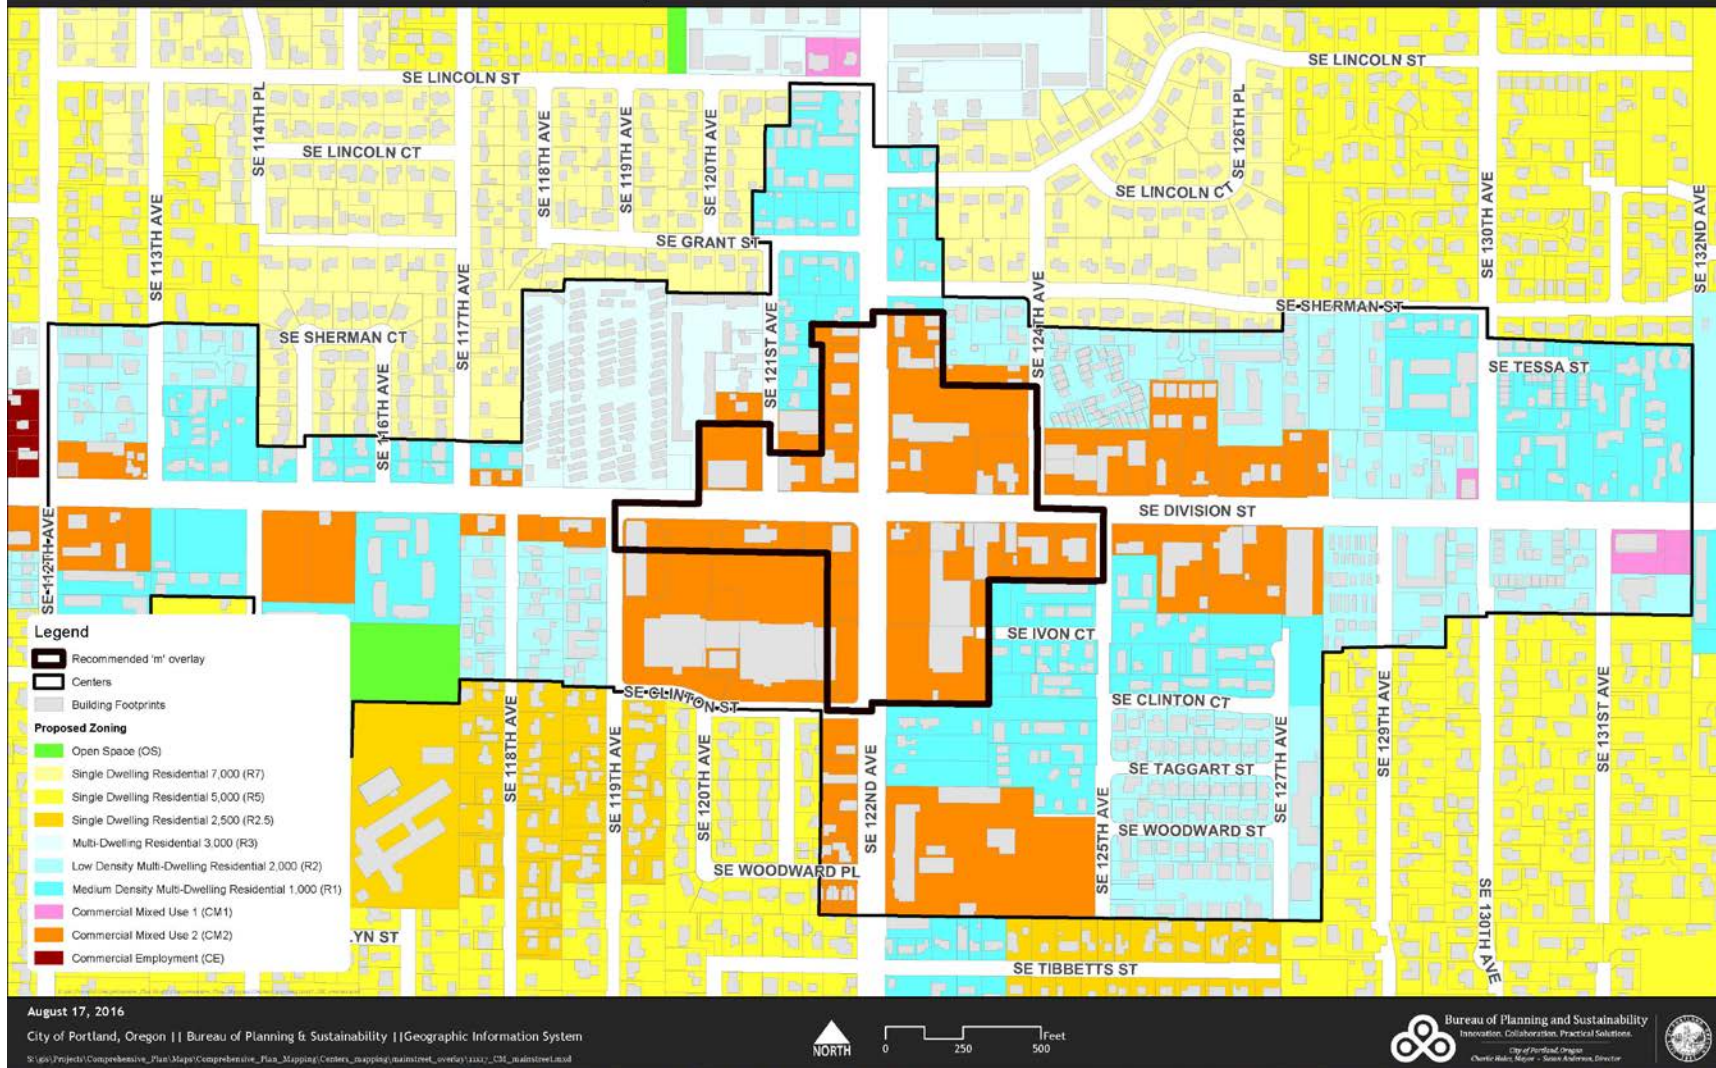 SE LINCOLN ST
SE LINCOLN ST
SE 114TH PL
SE 118TH AVE
SE 119TH AVE
SE 120TH AVE
SE 126TH PL
SE LINCOLN CT
SE LINCOLN CT
SE 113TH AVE
SE 130TH AVE
SE 132ND AVE
SE GRANT ST
SE 117TH AVE
SE 121ST AVE
SE 124TH AVE
SE SHERMAN ST
SE SHERMAN CT
SE TESSA ST
SE 116TH AVE
SE DIVISION ST
SE 112TH AVE
SE IVON CT
SE CLINTON ST
SE CLINTON CT
SE 118TH AVE
SE 119TH AVE
SE 120TH AVE
SE 122ND AVE
SE 125TH AVE
SE 127TH AVE
SE 129TH AVE
SE 131ST AVE
SE TAGGART ST
SE WOODWARD ST
SE WOODWARD PL
SE 130TH AVE
LYN ST
SE TIBBETTS ST
Legend
Recommended 'm' overlay
Centers
Building Footprints
Proposed Zoning
Open Space (OS)
Single Dwelling Residential 7,000 (R7)
Single Dwelling Residential 5,000 (R5)
Single Dwelling Residential 2,500 (R2.5)
Multi-Dwelling Residential 3,000 (R3)
Low Density Multi-Dwelling Residential 2,000 (R2)
Medium Density Multi-Dwelling Residential 1,000 (R1)
Commercial Mixed Use 1 (CM1)
Commercial Mixed Use 2 (CM2)
Commercial Employment (CE)
August 17, 2016
City of Portland, Oregon || Bureau of Planning & Sustainability ||Geographic Information System
NORTH
0 250 500
Feet
Bureau of Planning and Sustainability
Innovation. Collaboration. Practical Solutions.
City of Portland, Oregon
Charlie Hales, Mayor - Susan Anderson, Director